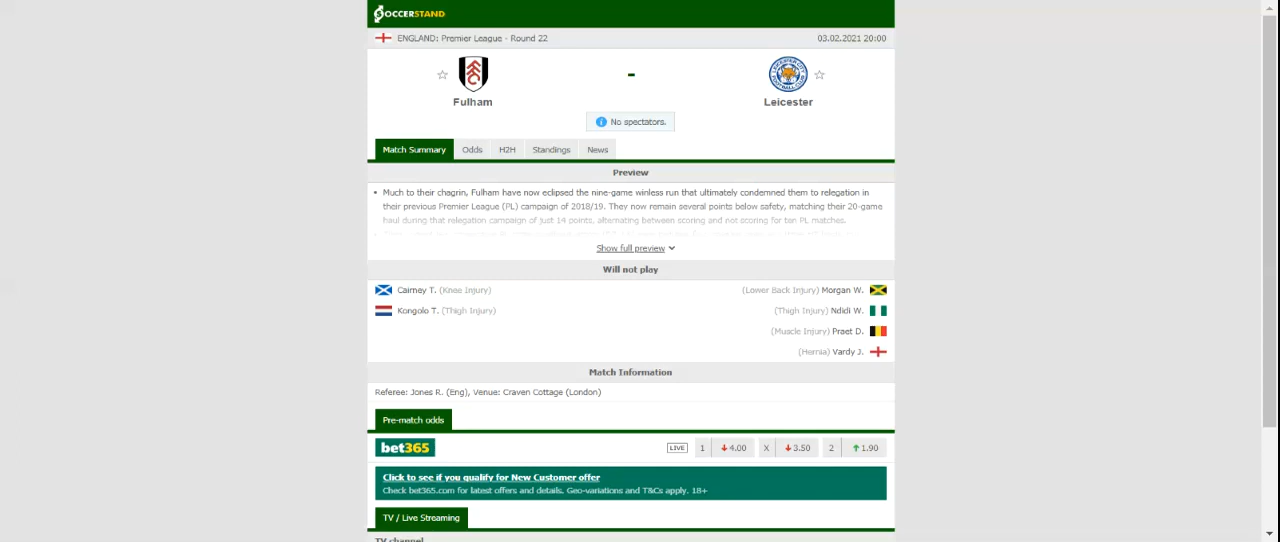 SOCCERSTAND
ENGLAND: Premier League - Round 22 03.02.2021 20:00
-
Fulham Leicester
No spectators.
Match Summary Odds H2H Standings News
Preview
• Much to their chagrin, Fulham have now eclipsed the nine-game winless run that ultimately condemned them to relegation in
their previous Premier League (PL) campaign of 2018/19. They now remain several points below safety, matching their 20-game
haul during that relegation campaign of just 14 points, alternating between scoring and not scoring for ten PL matches.
Show full preview
Will not play
Cairney T. (Knee Injury) (Lower Back Injury) Morgan W.
Kongolo T. (Thigh Injury) (Thigh Injury) Ndidi W.
(Muscle Injury) Praet D.
(Hernia) Vardy J.
Match Information
Referee: Jones R. (Eng), Venue: Craven Cottage (London)
Pre-match odds
bet365 LIVE 1 4.00 X 3.50 2 1.90
Click to see if you qualify for New Customer offer
Check bet365.com for latest offers and details. Geo-variations and T&Cs apply. 18+
TV / Live Streaming
TV channel